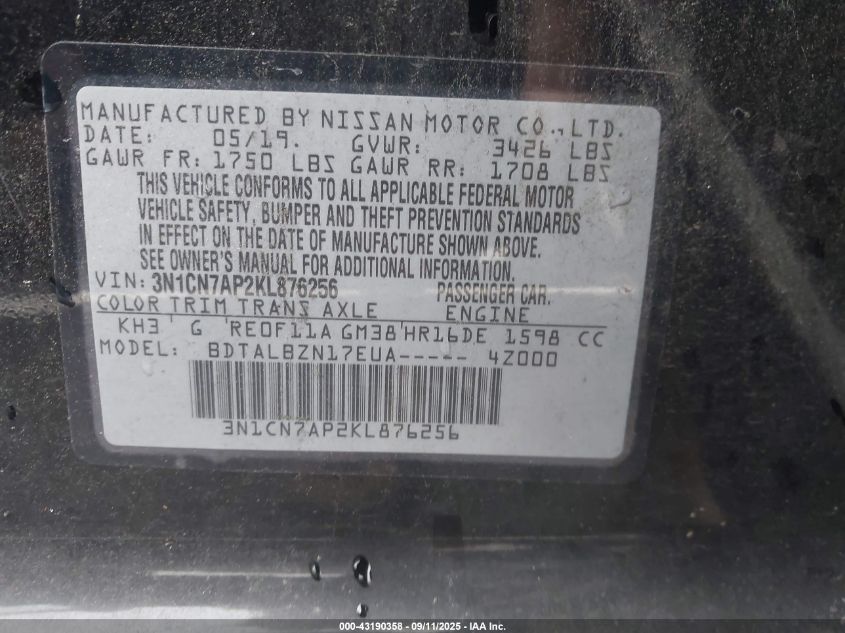 MANUFACTURED BY NISSAN MOTOR CO.,LTD.
DATE: 05/19. GVWR: 3426 LBS
GAWR FR: 1750 LBS GAWR RR: 1708 LBS
THIS VEHICLE CONFORMS TO ALL APPLICABLE FEDERAL MOTOR
VEHICLE SAFETY, BUMPER AND THEFT PREVENTION STANDARDS
IN EFFECT ON THE DATE OF MANUFACTURE SHOWN ABOVE.
SEE OWNER'S MANUAL FOR ADDITIONAL INFORMATION.
VIN: 3N1CN7AP2KL876256 PASSENGER CAR.
COLOR TRIM TRANS AXLE ENGINE
KH3 ' G ' RE0F11A GM38 ' HR16DE 1598 CC
MODEL: BDTALBZN17EUA----- 4Z000
3N1CN7AP2KL876256
000-43190358 - 09/11/2025 - IAA Inc.